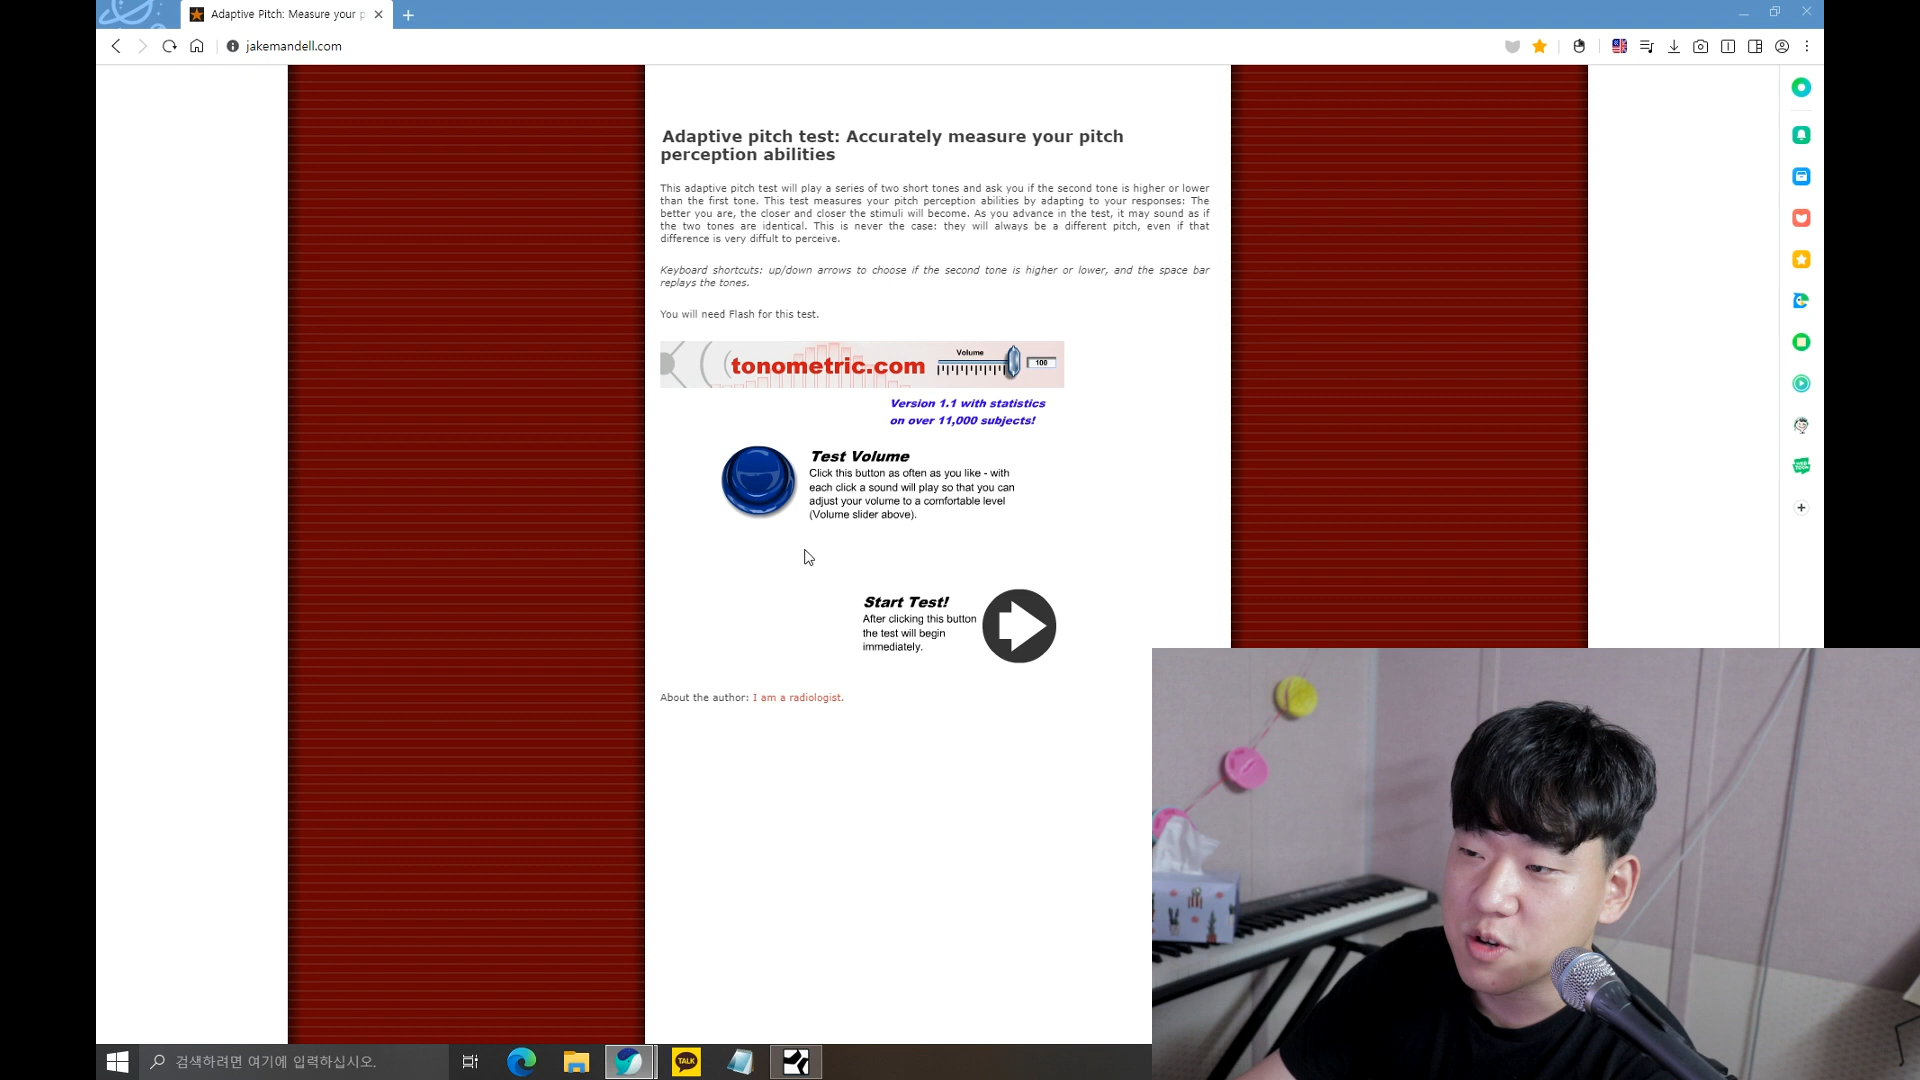 Adaptive Pitch: Measure your p
jakemandell.com
Adaptive pitch test: Accurately measure your pitch
perception abilities
This adaptive pitch test will play a series of two short tones and ask you if the second tone is higher or lower
than the first tone. This test measures your pitch perception abilities by adapting to your responses: The
better you are, the closer and closer the stimuli will become. As you advance in the test, it may sound as if
the two tones are identical. This is never the case: they will always be a different pitch, even if that
difference is very diffult to perceive.
Keyboard shortcuts: up/down arrows to choose if the second tone is higher or lower, and the space bar
replays the tones.
You will need Flash for this test.
tonometric.com
Volume
100
Version 1.1 with statistics
on over 11,000 subjects!
Test Volume
Click this button as often as you like - with
each click a sound will play so that you can
adjust your volume to a comfortable level
(Volume slider above).
Start Test!
After clicking this button
the test will begin
immediately.
About the author: I am a radiologist.
검색하려면 여기에 입력하십시오.
TALK